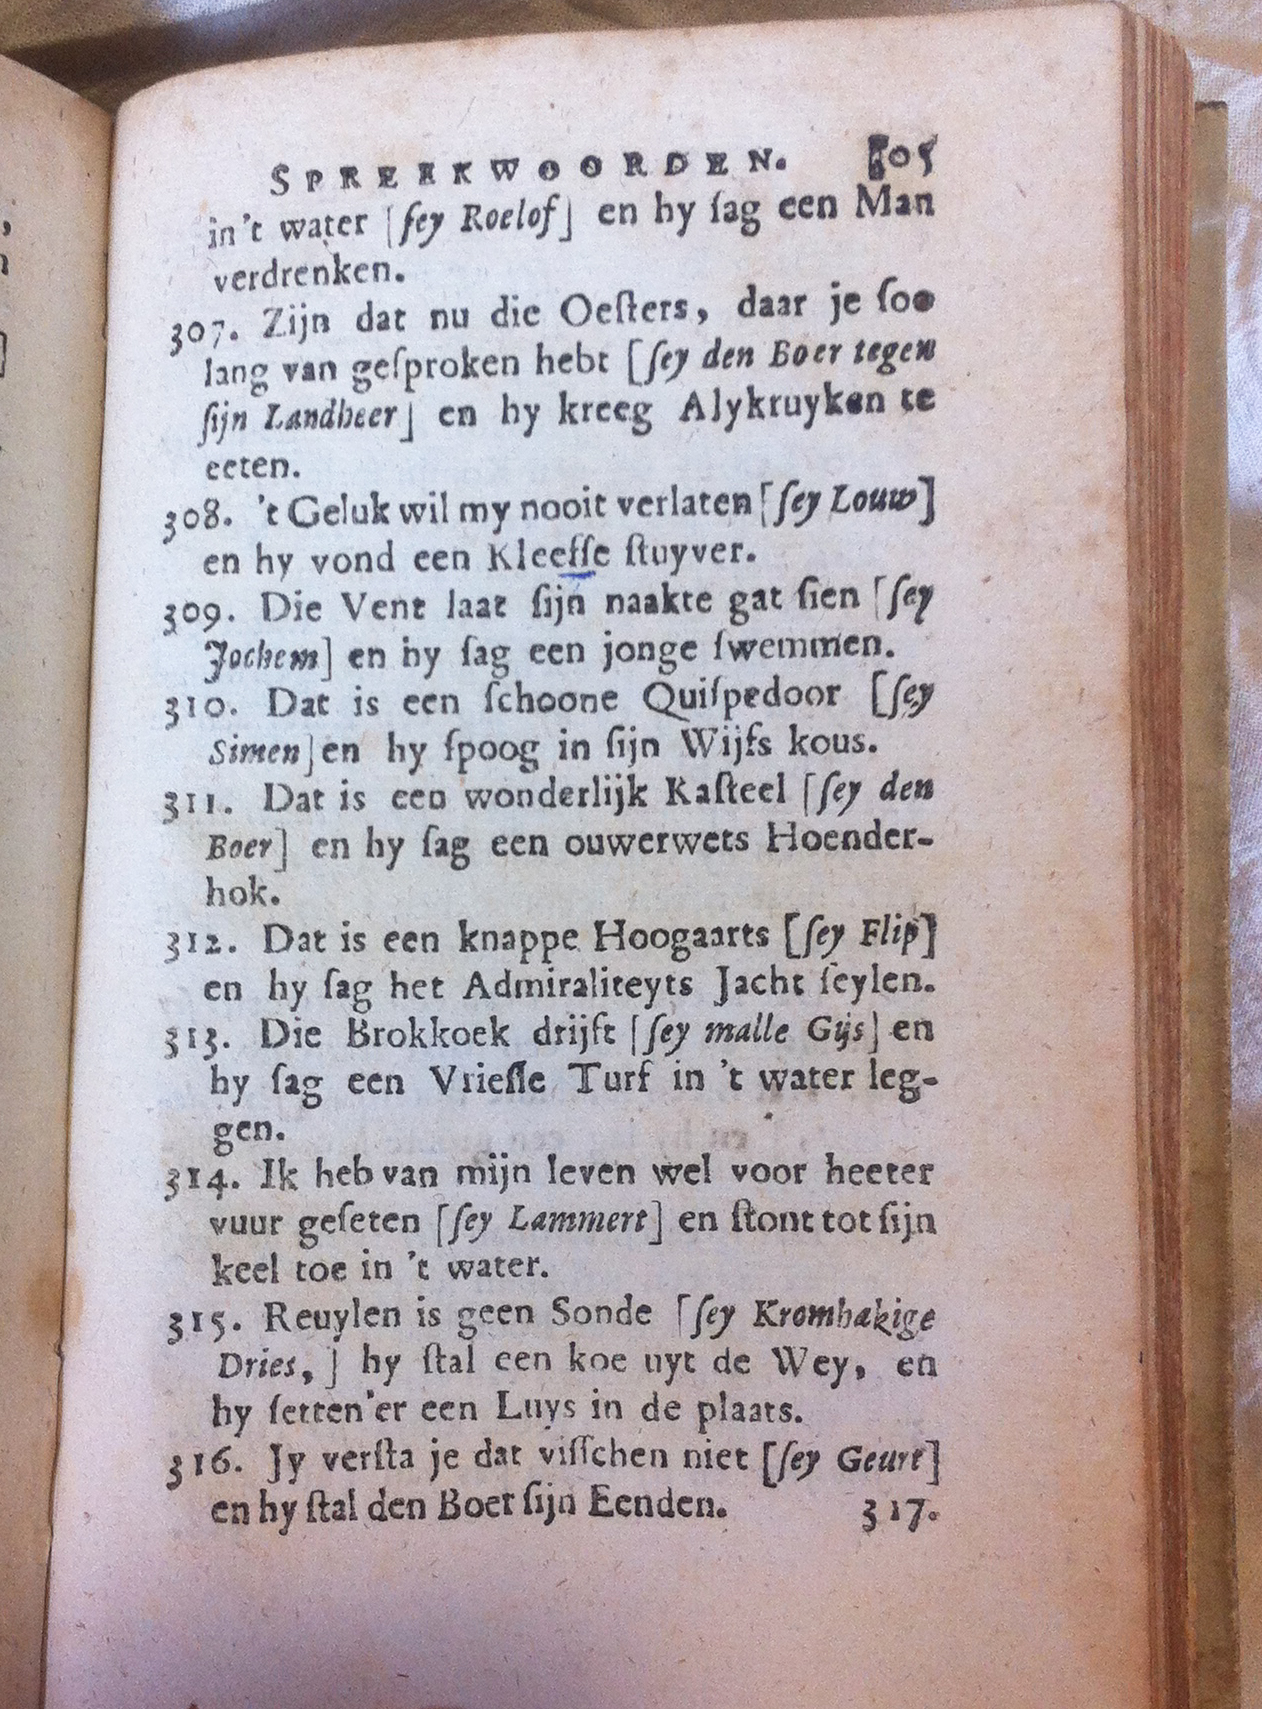 SPREEKWOORDEN. 805
in't water [ſey Roelof] en hy ſag een Man
verdrenken.
307. Zijn dat nu die Oeſters, daar je ſoo
lang van geſproken hebt [ſey den Boer tegen
ſijn Landheer] en hy kreeg Alykruyken te
eeten.
308. 't Geluk wil my nooit verlaten [ſey Louw]
en hy vond een Kleefſe ſtuyver.
309. Die Vent laat ſijn naakte gat ſien [ſey
Jochem] en hy ſag een jonge ſwemmen.
310. Dat is een ſchoone Quiſpedoor [ſey
Simen] en hy ſpoog in ſijn Wijfs kous.
311. Dat is een wonderlijk Kaſteel [ſey den
Boer] en hy ſag een ouwerwets Hoender-
hok.
312. Dat is een knappe Hoogaarts [ſey Flip]
en hy ſag het Admiraliteyts Jacht ſeylen.
313. Die Brokkoek drijft [ſey malle Gijs] en
hy ſag een Vrieſſe Turf in 't water leg-
gen.
314. Ik heb van mijn leven wel voor heeter
vuur geſeten [ſey Lammert] en ſtont tot ſijn
keel toe in 't water.
315. Reuylen is geen Sonde [ſey Kromhakige
Dries,] hy ſtal een koe uyt de Wey, en
hy ſetten'er een Luys in de plaats.
316. Jy verſta je dat viſſchen niet [ſey Geurt]
en hy ſtal den Boer ſijn Eenden. 317.